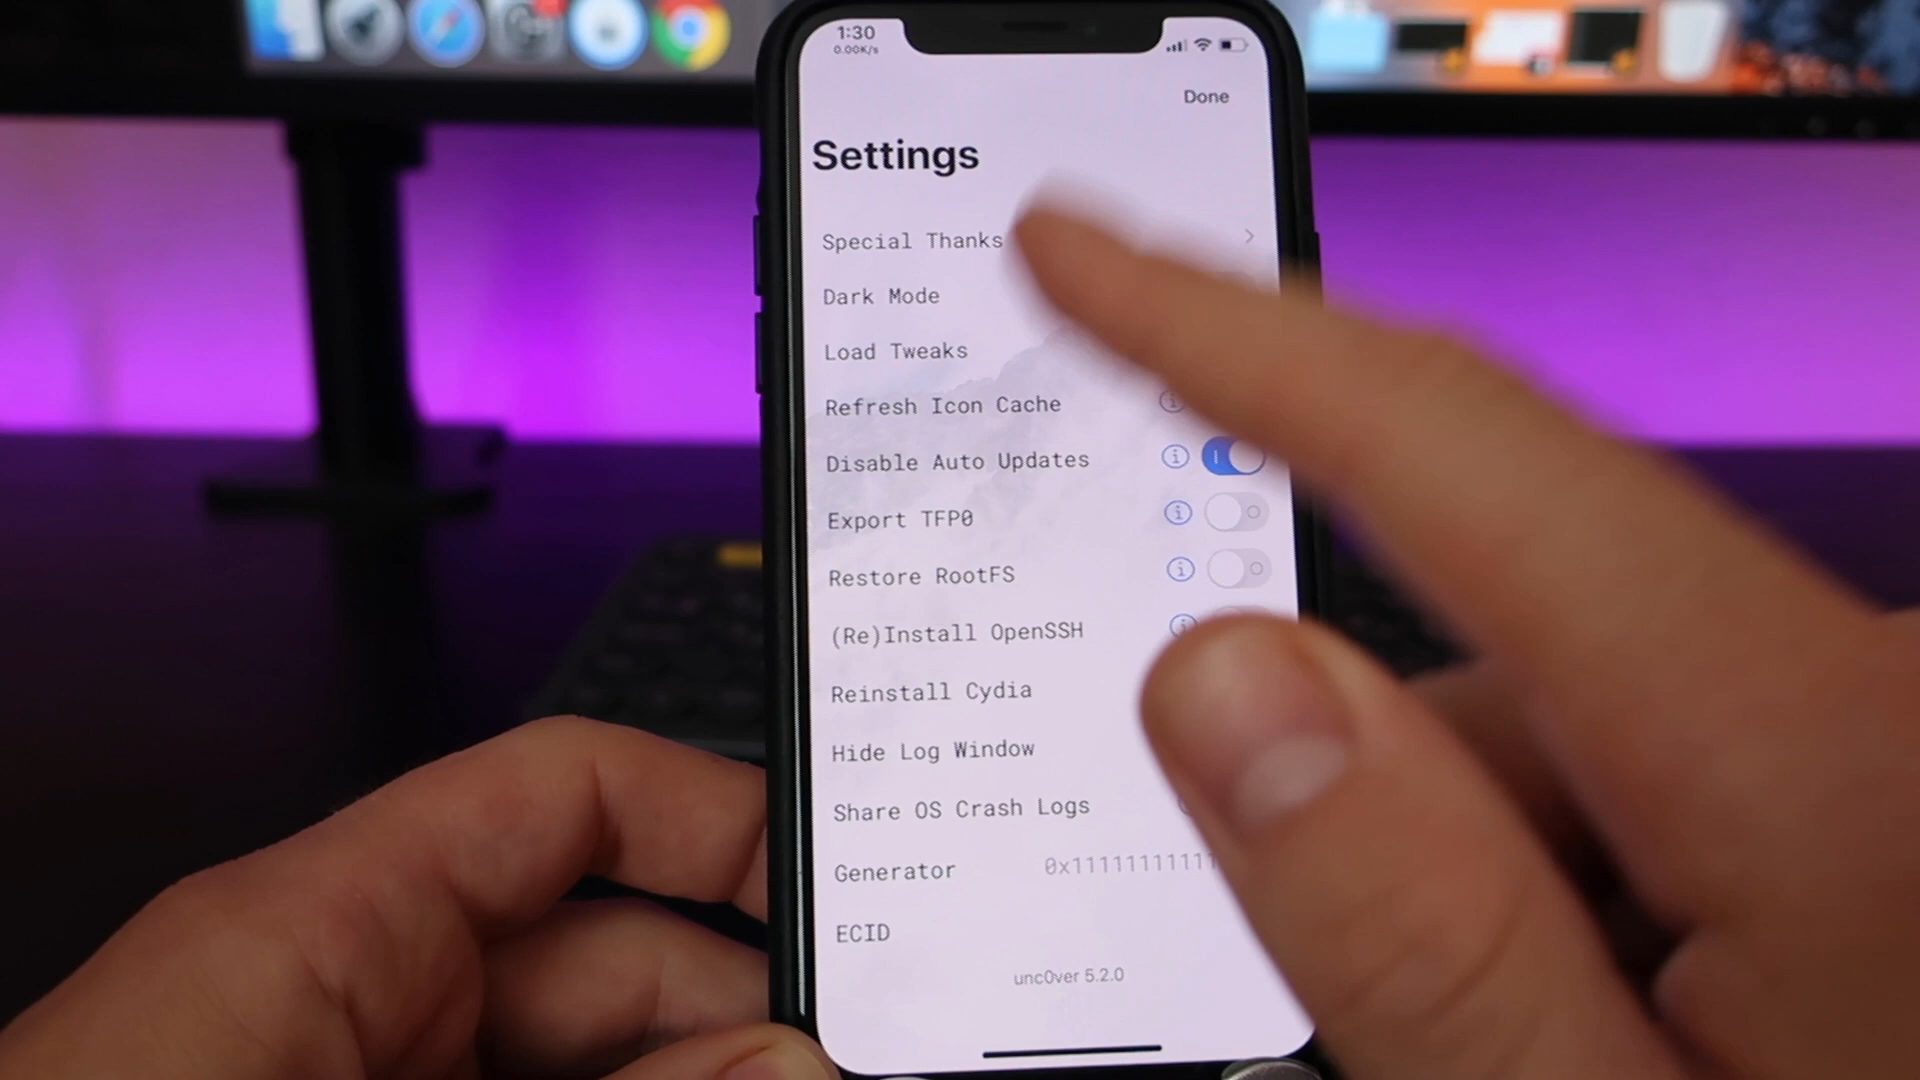 1:30
0.00K/s
Done
Settings
Special Thanks
Dark Mode
Load Tweaks
Refresh Icon Cache
Disable Auto Updates
Export TFP0
Restore RootFS
(Re)Install OpenSSH
Reinstall Cydia
Hide Log Window
Share OS Crash Logs
Generator 0x11111111111
ECID
unc0ver 5.2.0